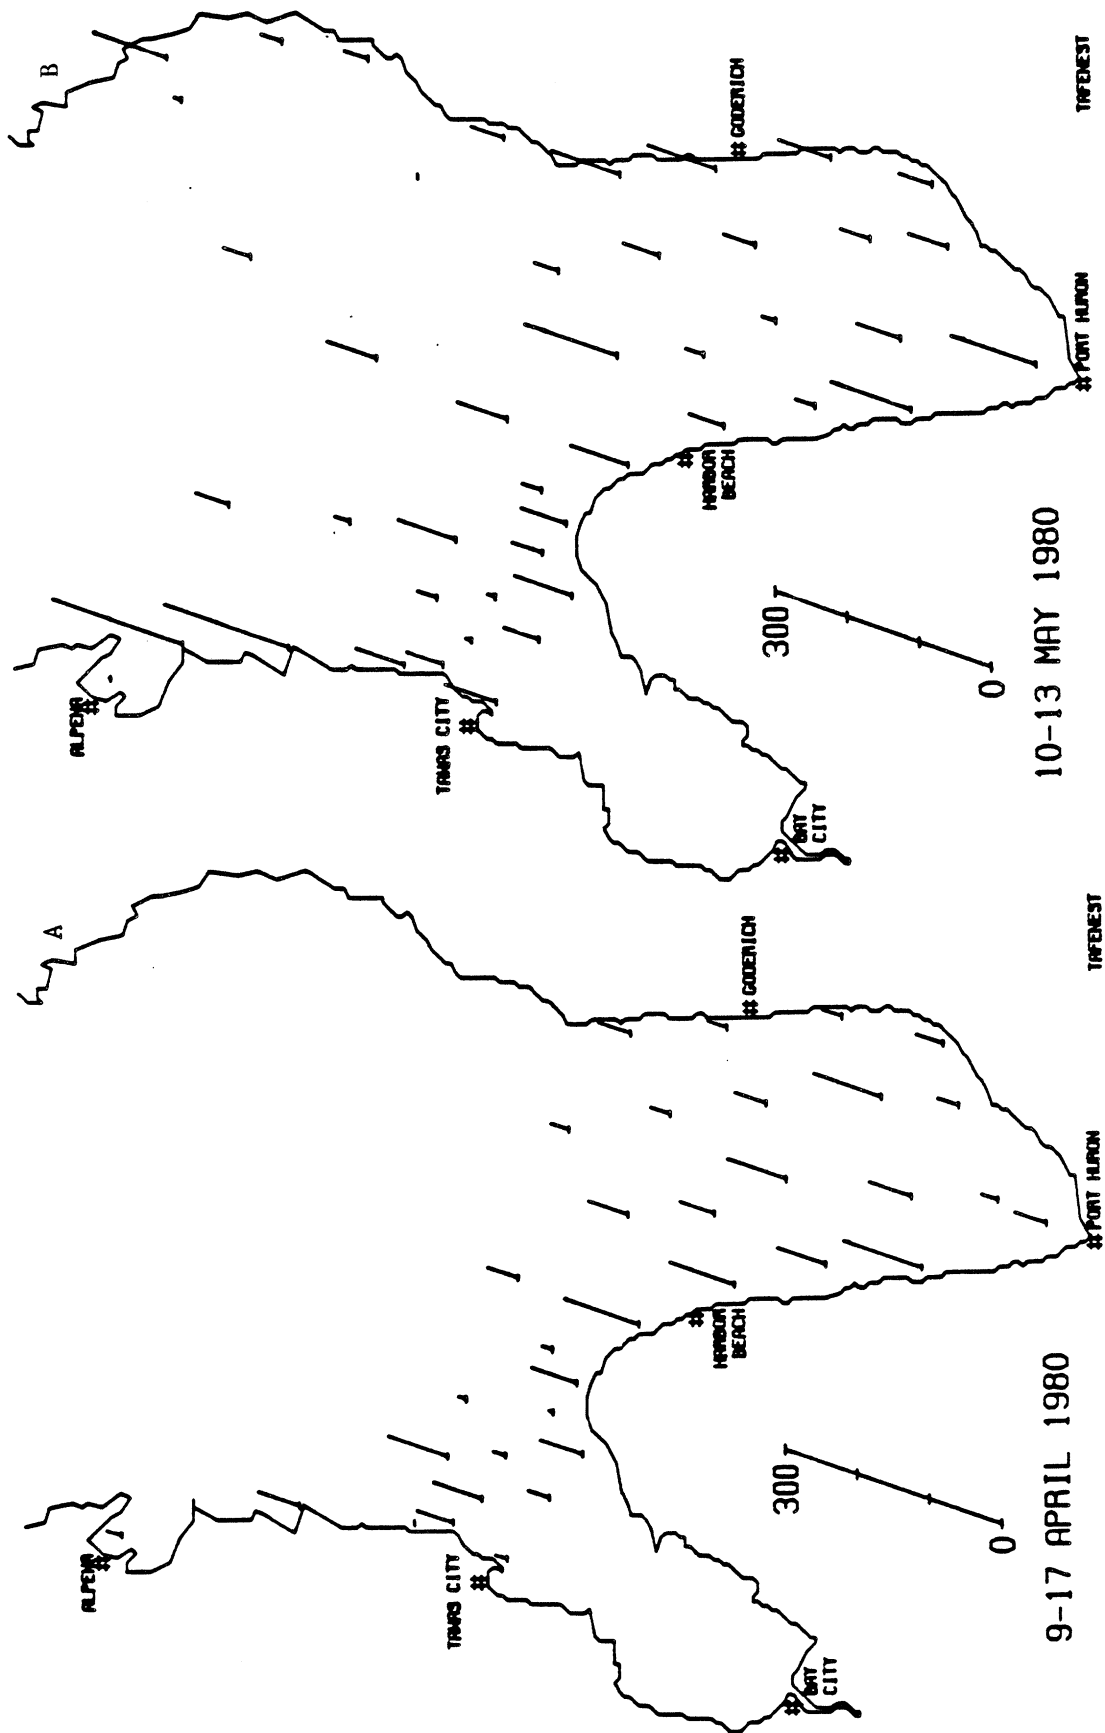 A
ALPENA
#
TAWAS CITY
#
# GODERICH
#
HARBOR
BEACH
#
BAY
CITY
# PORT HURON
300
0
9-17 APRIL 1980
TAFENEST
B
ALPENA
#
TAWAS CITY
#
# GODERICH
#
HARBOR
BEACH
#
BAY
CITY
# PORT HURON
300
0
10-13 MAY 1980
TAFENEST